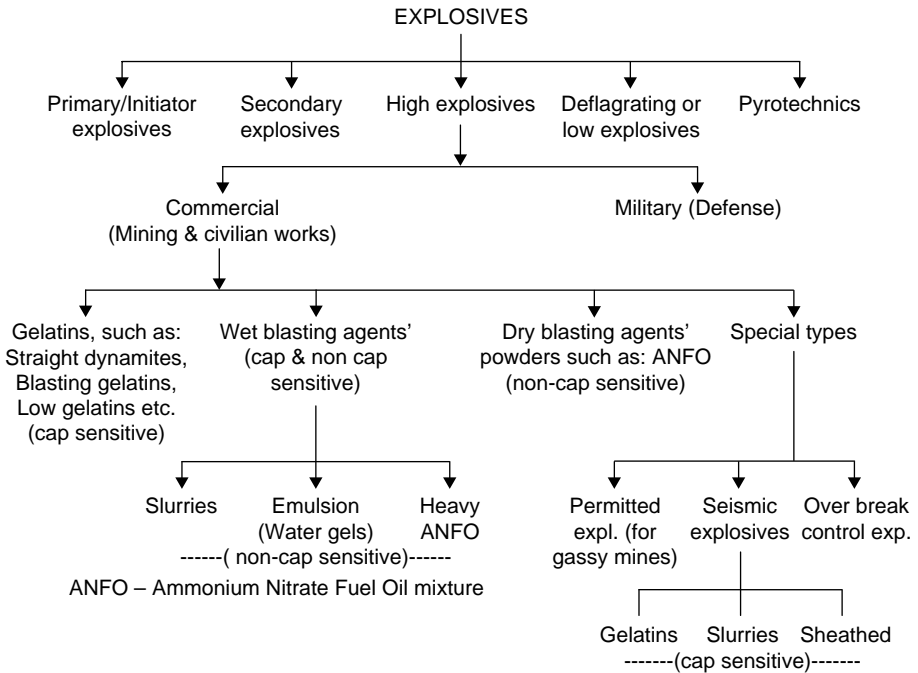 EXPLOSIVES
Primary/Initiator
explosives
Secondary
explosives
High explosives
Deflagrating or
low explosives
Pyrotechnics
Commercial
(Mining & civilian works)
Military (Defense)
Gelatins, such as:
Straight dynamites,
Blasting gelatins,
Low gelatins etc.
(cap sensitive)
Wet blasting agents’
(cap & non cap
sensitive)
Dry blasting agents’
powders such as: ANFO
(non-cap sensitive)
Special types
Slurries
Emulsion
(Water gels)
Heavy
ANFO
------( non-cap sensitive)------
ANFO – Ammonium Nitrate Fuel Oil mixture
Permitted
expl. (for
gassy mines)
Seismic
explosives
Over break
control exp.
Gelatins
Slurries
Sheathed
-------(cap sensitive)-------